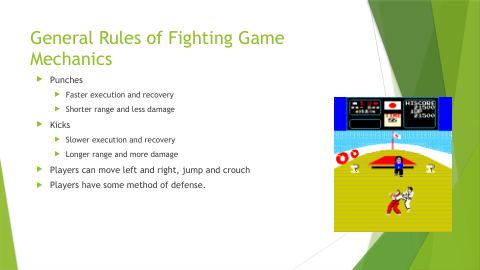 General Rules of Fighting Game
Mechanics
Punches
Faster execution and recovery
Shorter range and less damage
Kicks
Slower execution and recovery
Longer range and more damage
Players can move left and right, jump and crouch
Players have some method of defense.
HISCORE
21500
21500